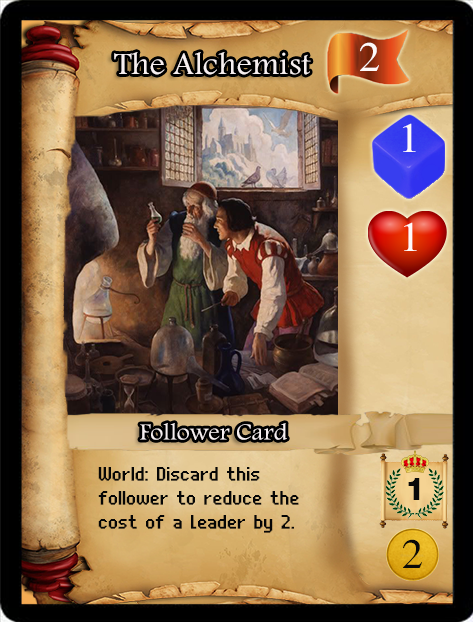 The Alchemist
2
1
1
Follower Card
World: Discard this
follower to reduce the
cost of a leader by 2.
1
2